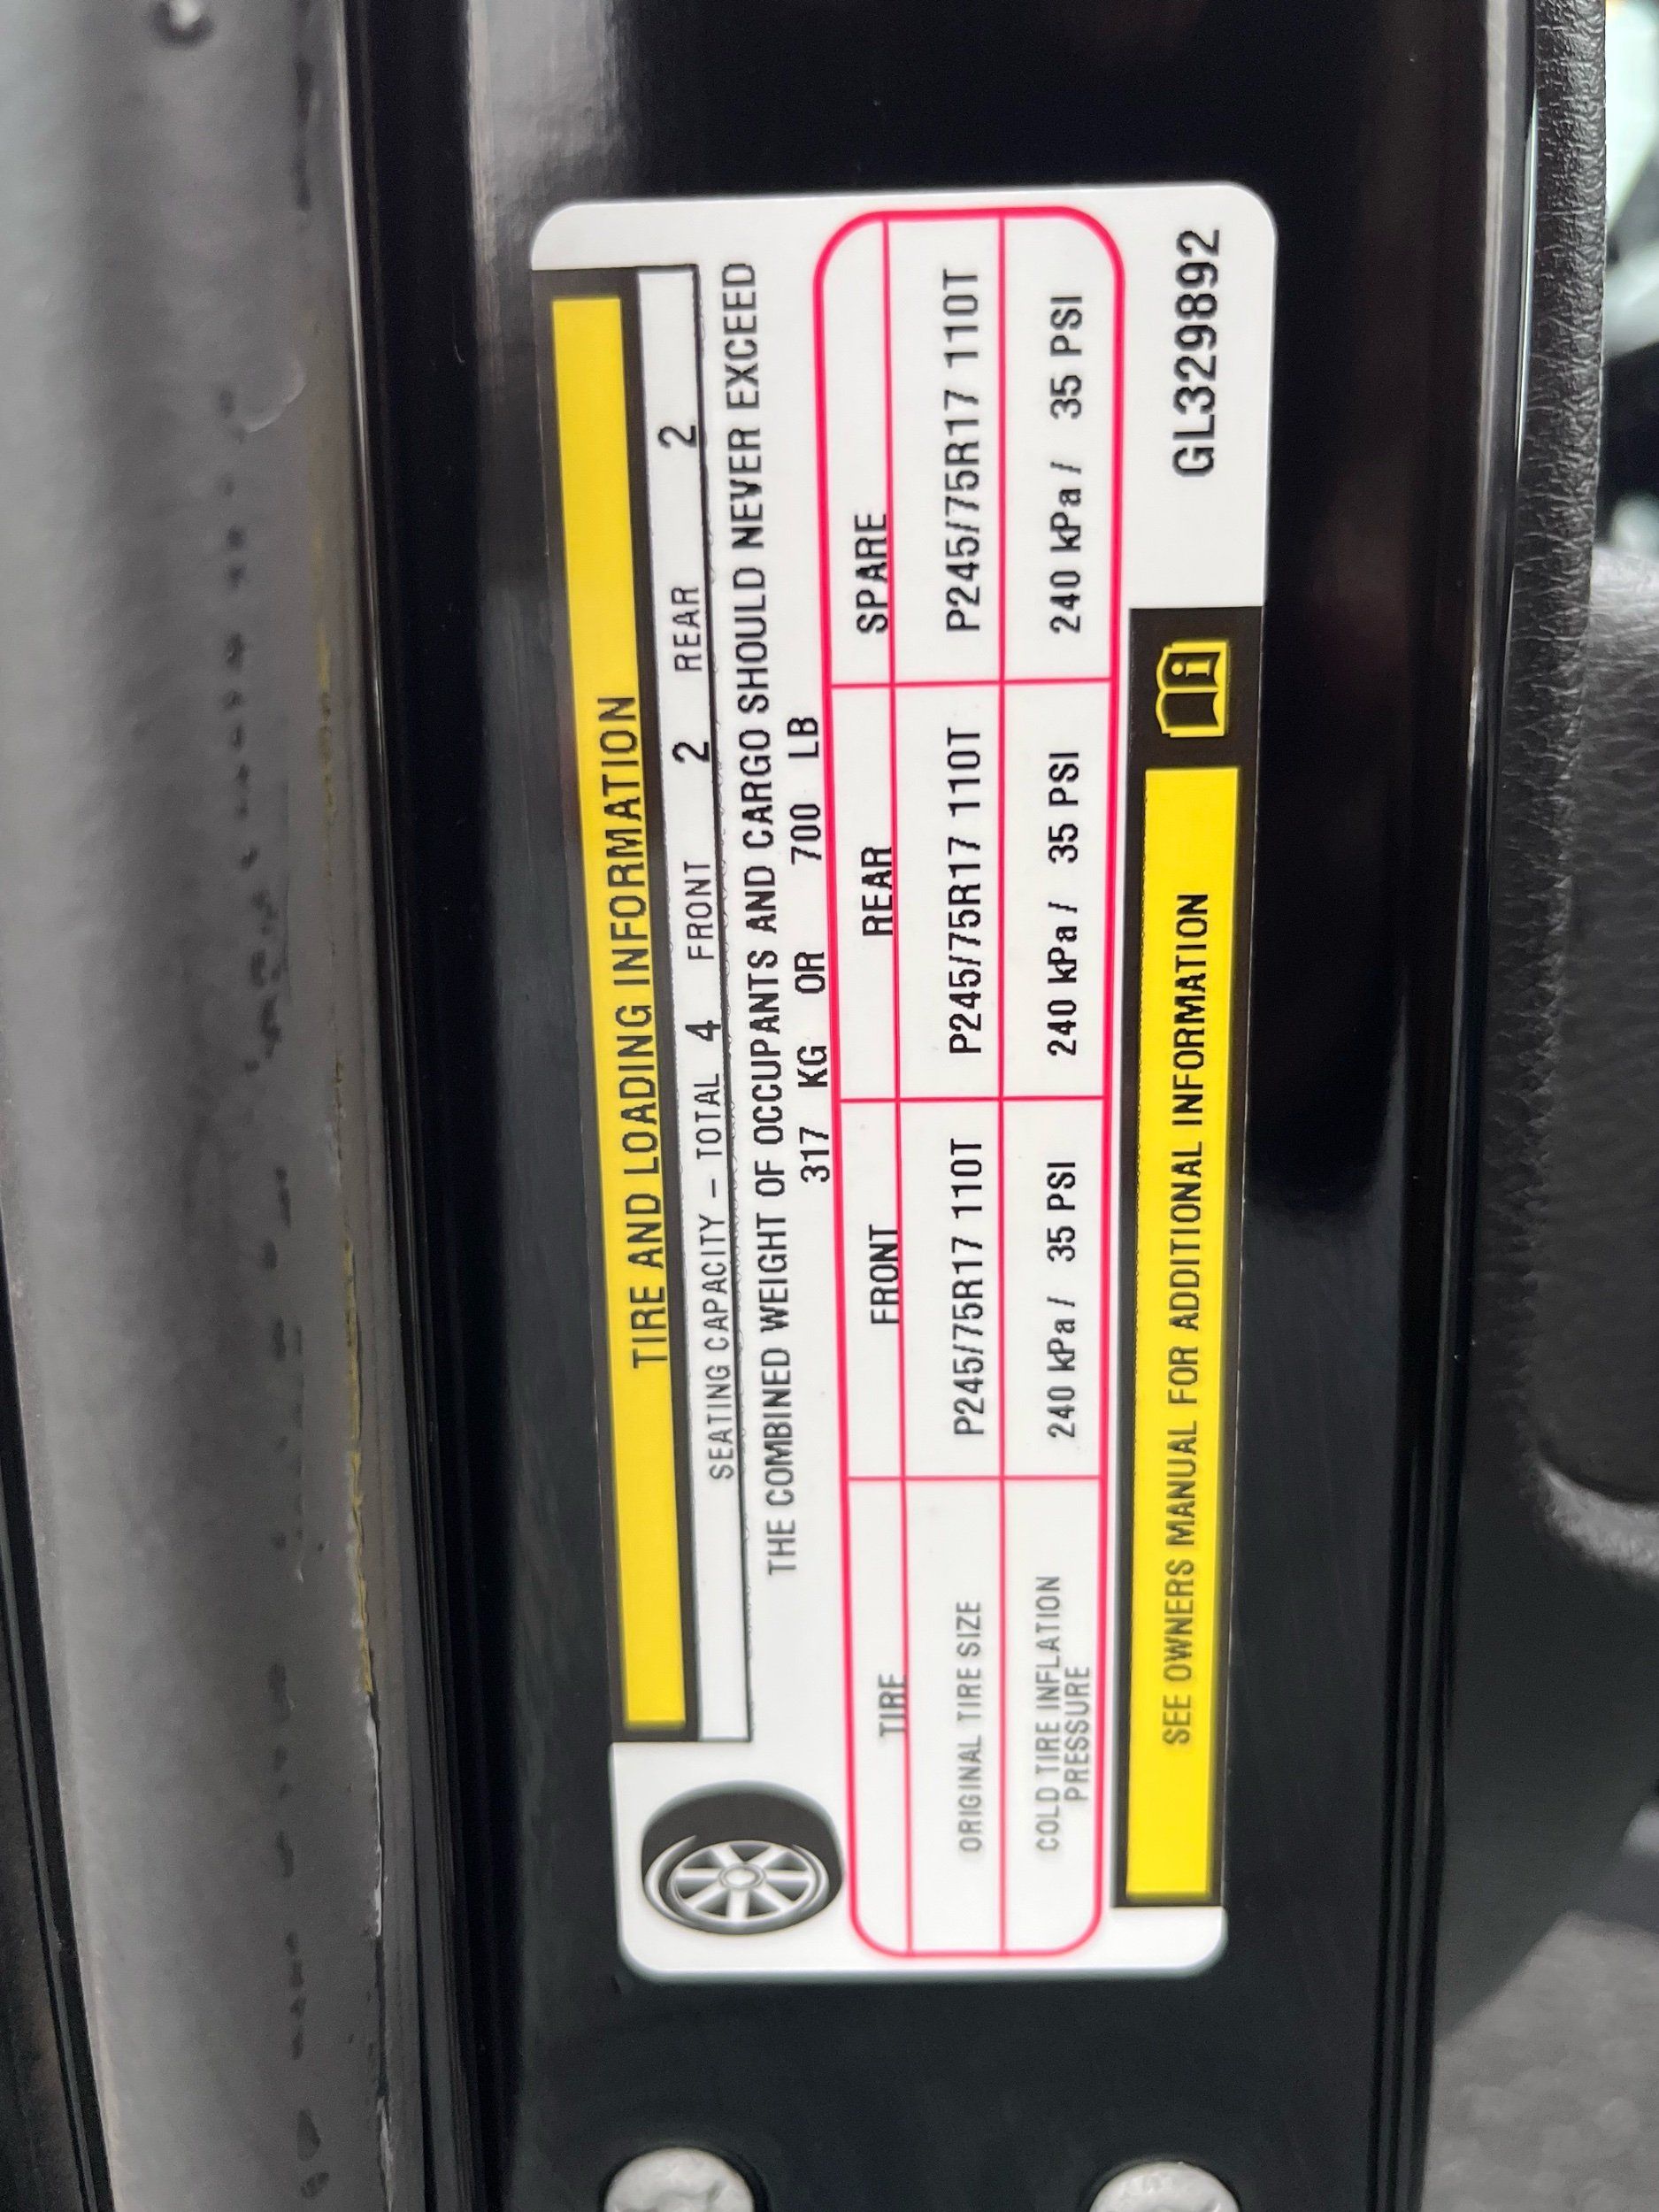 TIRE AND LOADING INFORMATION
SEATING CAPACITY – TOTAL 4 FRONT 2 REAR 2
THE COMBINED WEIGHT OF OCCUPANTS AND CARGO SHOULD NEVER EXCEED
317 KG OR 700 LB
TIRE FRONT REAR SPARE
ORIGINAL TIRE SIZE P245/75R17 110T P245/75R17 110T P245/75R17 110T
COLD TIRE INFLATION PRESSURE 240 kPa / 35 PSI 240 kPa / 35 PSI 240 kPa / 35 PSI
SEE OWNERS MANUAL FOR ADDITIONAL INFORMATION i GL329892